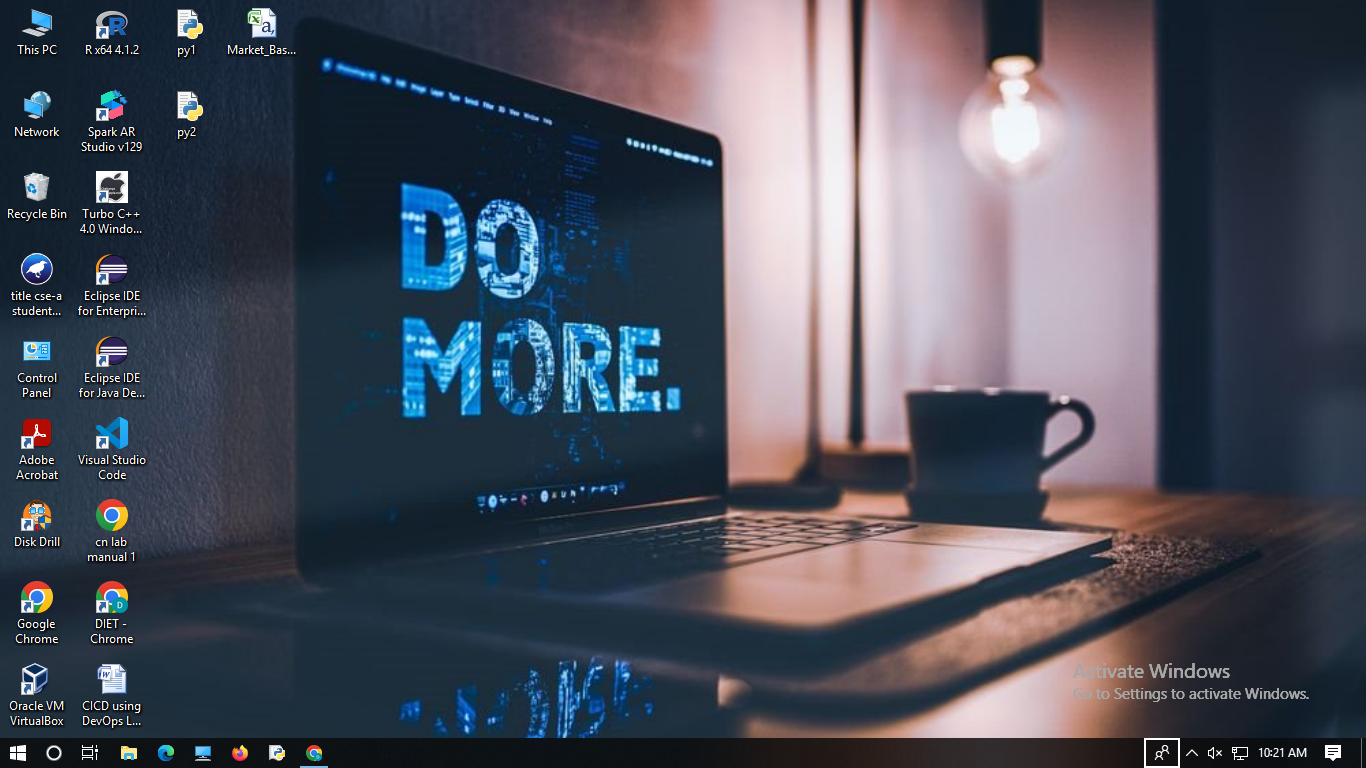 This PC
R x64 4.1.2
py1
Market_Bas...
Network
Spark AR
Studio v129
py2
Recycle Bin
Turbo C++
4.0 Windo...
title cse-a
student...
Eclipse IDE
for Enterpri...
Control
Panel
Eclipse IDE
for Java De...
Adobe
Acrobat
Visual Studio
Code
Disk Drill
cn lab
manual 1
Google
Chrome
DIET -
Chrome
Oracle VM
VirtualBox
CICD using
DevOps L...
DO
MORE.
Activate Windows
Go to Settings to activate Windows.
10:21 AM